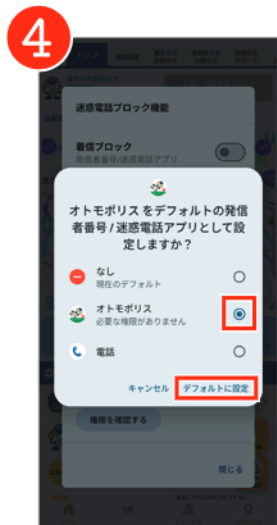 4
迷惑電話ブロック機能
着信ブロック
発信者番号/迷惑電話アプリ
オトモポリス をデフォルトの発信
者番号 / 迷惑電話アプリとして設
定しますか？
なし
現在のデフォルト
オトモポリス
必要な権限がありません
電話
キャンセル デフォルトに設定
権限を確認する
閉じる